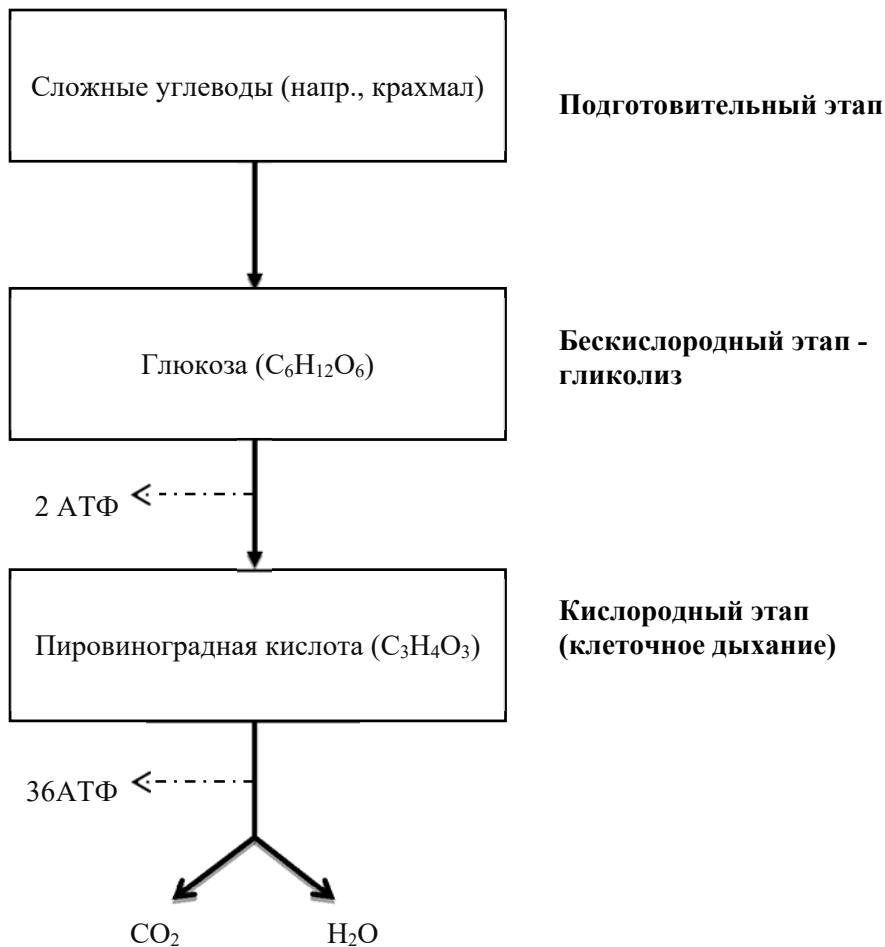 Сложные углеводы (напр., крахмал)
Подготовительный этап
Глюкоза (C₆H₁₂O₆)
Бескислородный этап -
гликолиз
2 АТФ
Пировиноградная кислота (C₃H₄O₃)
Кислородный этап
(клеточное дыхание)
36АТФ
CO₂
H₂O